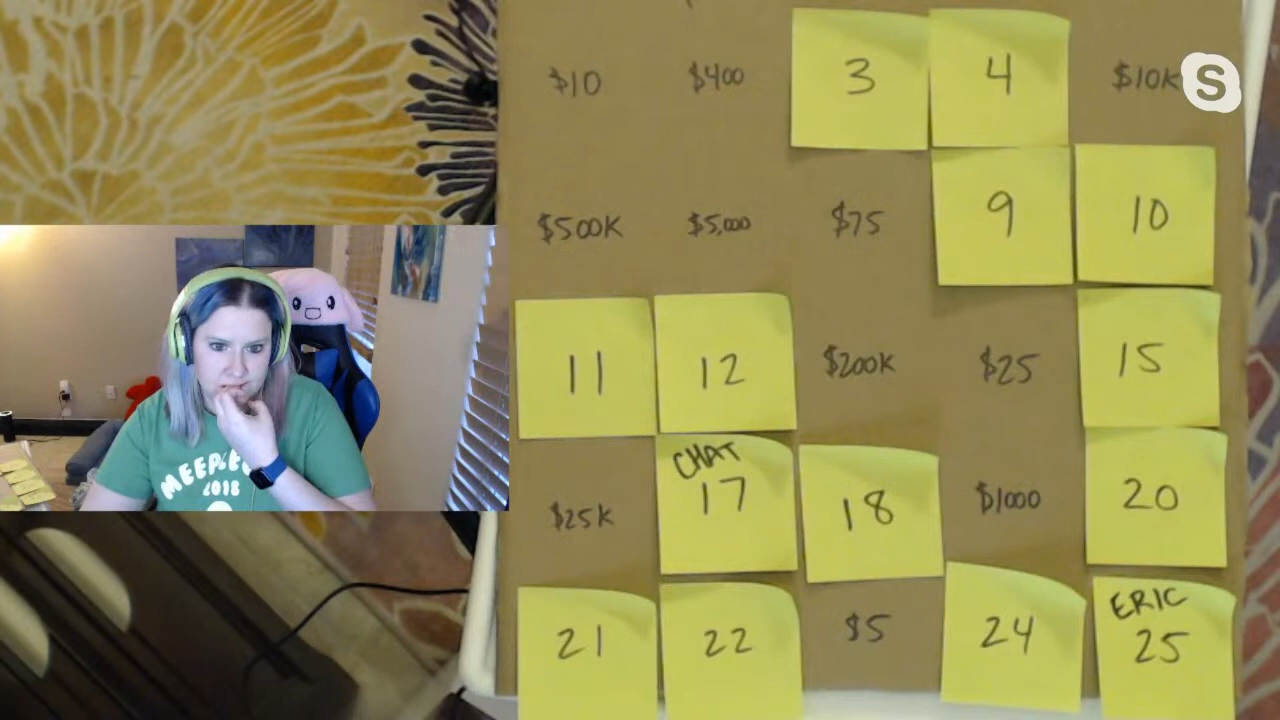 $10 $400 3 4 $10K
S
$500K $5,000 $75 9 10
11 12 $200K $25 15
CHAT
$25K 17 18 $1000 20
ERIC
21 22 $5 24 25
2018